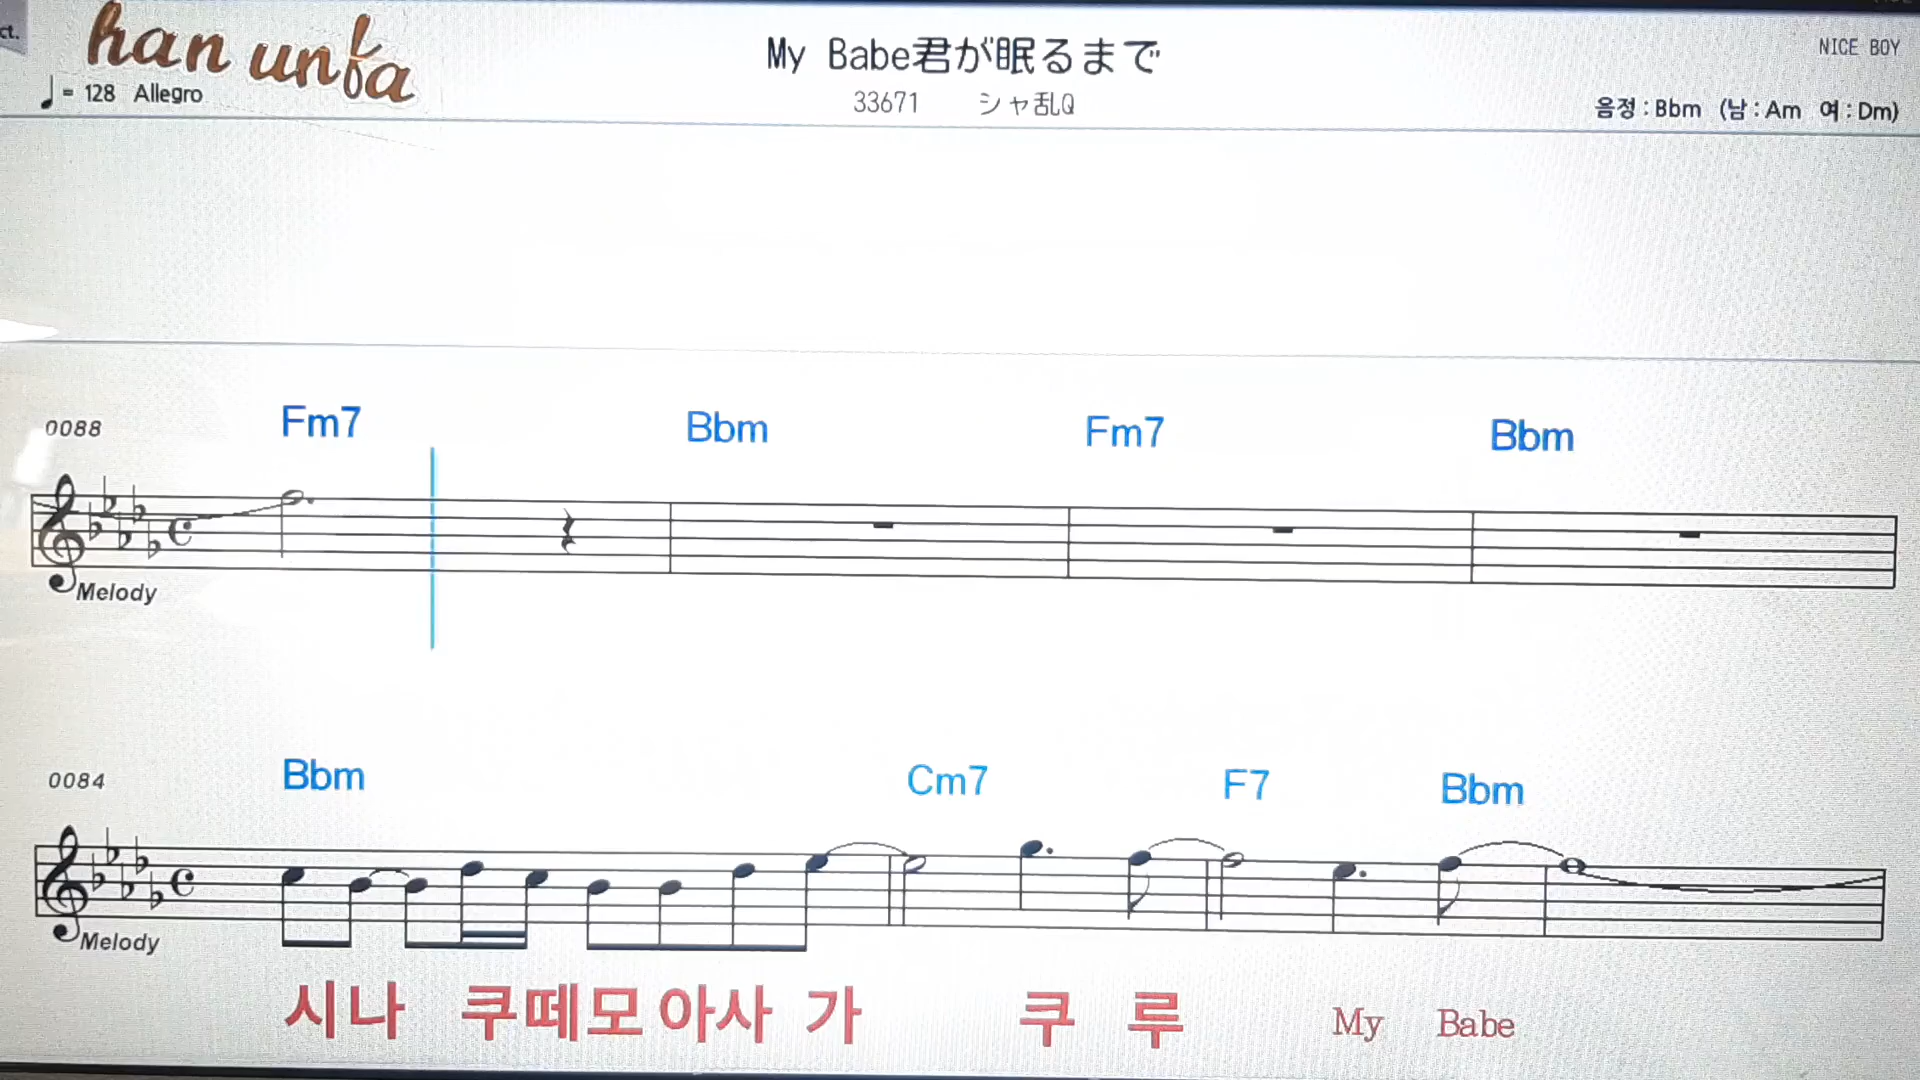 ct.
han unfa
My Babe君が眠るまで
NICE BOY
= 128 Allegro
33671 シャ乱Q
음정 : Bbm (남 : Am 여 : Dm)
0088 Fm7 Bbm Fm7 Bbm
Melody
0084 Bbm Cm7 F7 Bbm
Melody
시나 쿠떼모 아사 가 쿠 루 My Babe